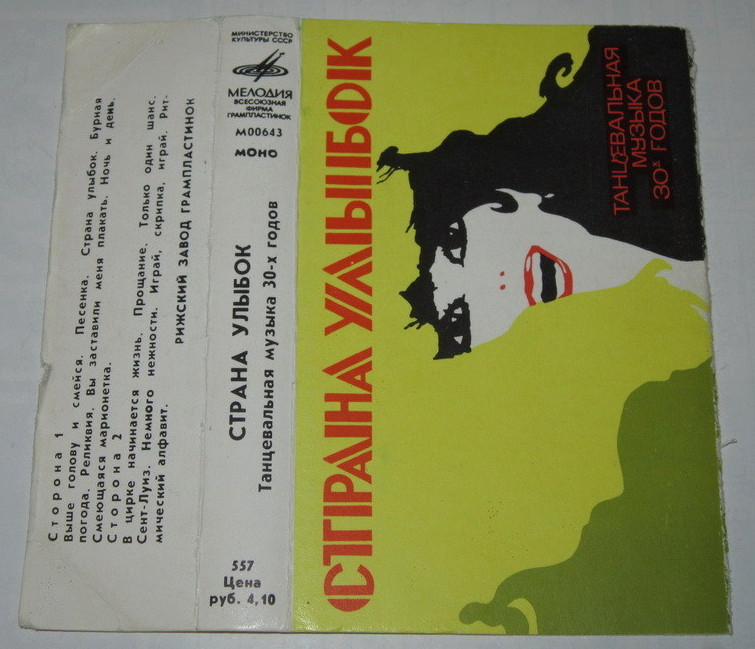 Сторона 1
Выше голову и смейся. Песенка. Страна улыбок. Бурная
погода. Реликвия. Вы заставили меня плакать. Ночь и день.
Смеющаяся марионетка.
Сторона 2
В цирке начинается жизнь. Прощание. Только один шанс.
Сент-Луиз. Немного нежности. Играй, скрипка, играй. Рит-
мический алфавит.
РИЖСКИЙ ЗАВОД ГРАМПЛАСТИНОК
МИНИСТЕРСТВО
КУЛЬТУРЫ СССР
МЕЛОДИЯ
ВСЕСОЮЗНАЯ
ФИРМА
ГРАМПЛАСТИНОК
М00643
МОНО
СТРАНА УЛЫБОК
Танцевальная музыка 30-х годов
557
Цена
руб. 4,10
СТРАНА УЛЫБОК
ТАНЦЕВАЛЬНАЯ
МУЗЫКА
30х ГОДОВ